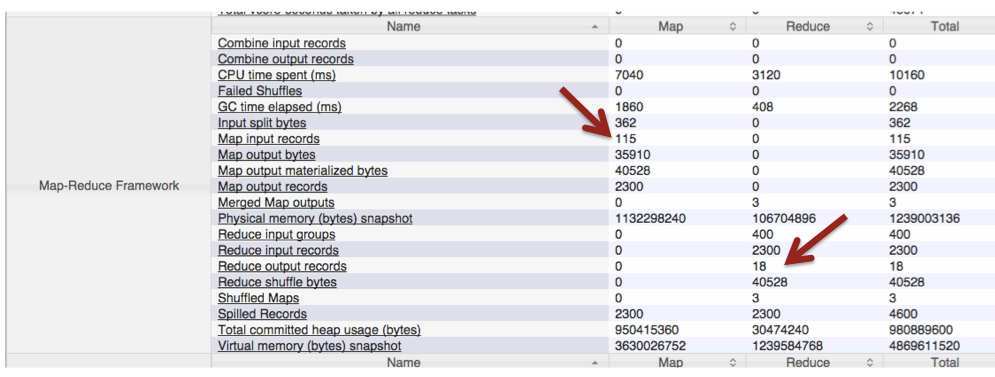 Total vcore-seconds taken by all reduce tasks 0 0
Name Map Reduce Total
Combine input records 0 0 0
Combine output records 0 0 0
CPU time spent (ms) 7040 3120 10160
Failed Shuffles 0 0 0
GC time elapsed (ms) 1860 408 2268
Input split bytes 362 0 362
Map input records 115 0 115
Map output bytes 35910 0 35910
Map output materialized bytes 40528 0 40528
Map-Reduce Framework Map output records 2300 0 2300
Merged Map outputs 0 3 3
Physical memory (bytes) snapshot 1132298240 106704896 1239003136
Reduce input groups 0 400 400
Reduce input records 0 2300 2300
Reduce output records 0 18 18
Reduce shuffle bytes 0 40528 40528
Shuffled Maps 0 3 3
Spilled Records 2300 2300 4600
Total committed heap usage (bytes) 950415360 30474240 980889600
Virtual memory (bytes) snapshot 3630026752 1239584768 4869611520
Name Map Reduce Total